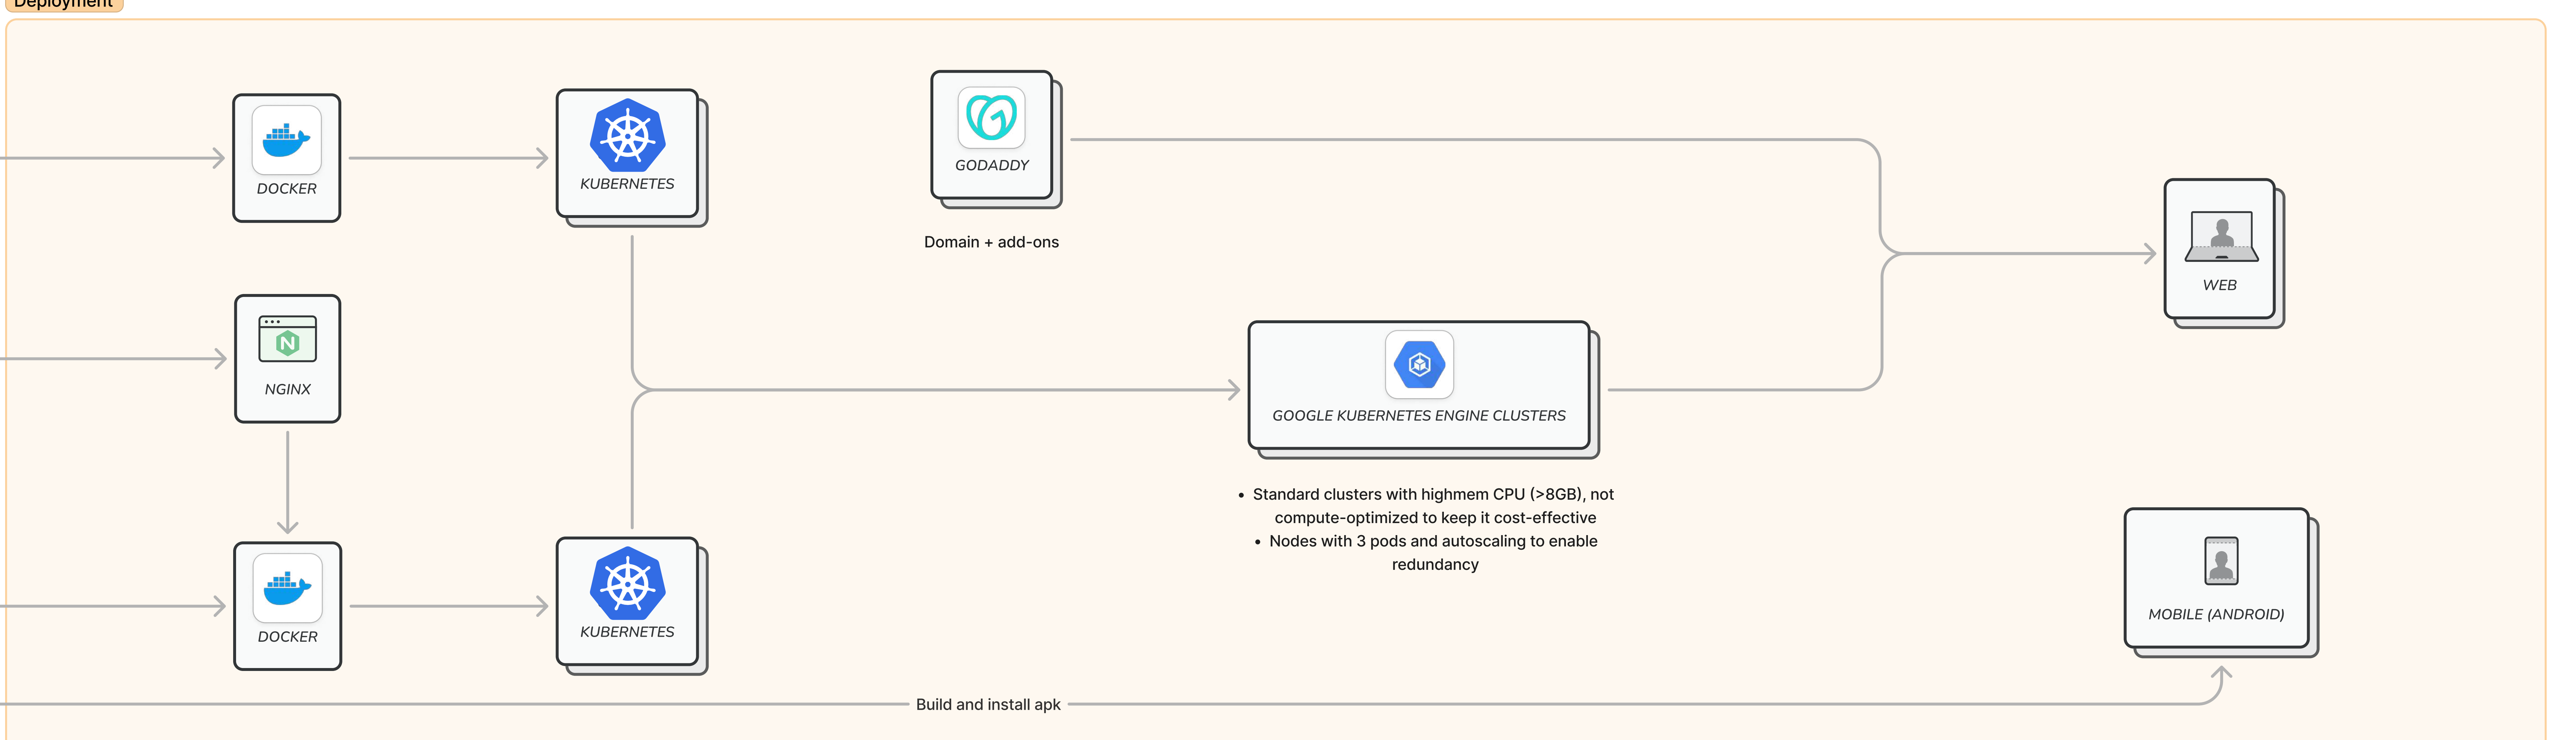 Deployment
DOCKER
KUBERNETES
GODADDY
Domain + add-ons
WEB
N
NGINX
GOOGLE KUBERNETES ENGINE CLUSTERS
• Standard clusters with highmem CPU (>8GB), not
compute-optimized to keep it cost-effective
• Nodes with 3 pods and autoscaling to enable
redundancy
DOCKER
KUBERNETES
MOBILE (ANDROID)
Build and install apk